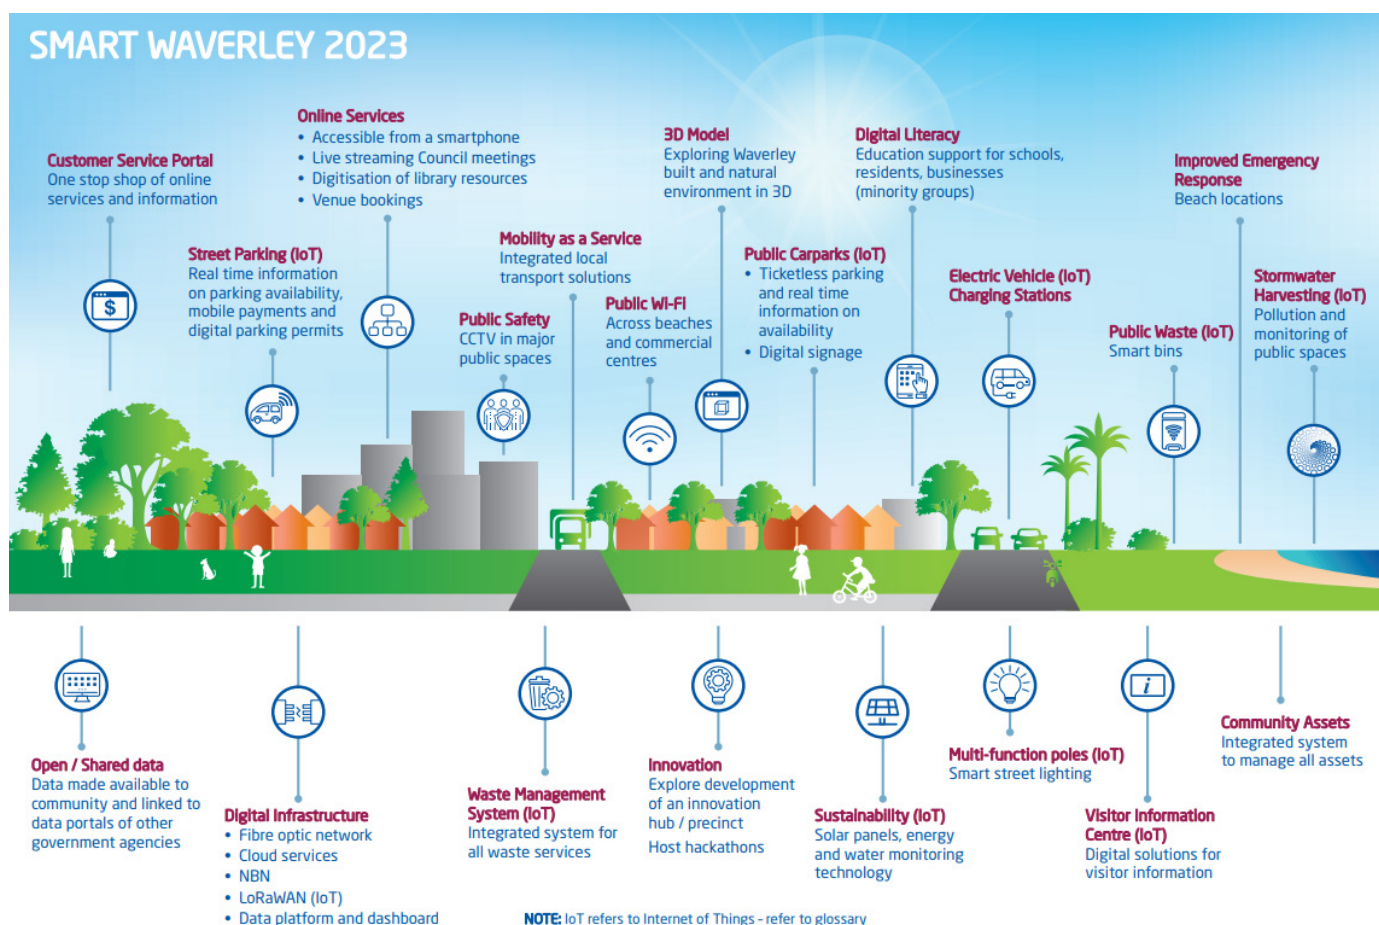 SMART WAVERLEY 2023
Customer Service Portal
One stop shop of online
services and information
Online Services
• Accessible from a smartphone
• Live streaming Council meetings
• Digitisation of library resources
• Venue bookings
Street Parking (IoT)
Real time information
on parking availability,
mobile payments and
digital parking permits
Public Safety
CCTV in major
public spaces
Mobility as a Service
Integrated local
transport solutions
Public Wi-Fi
Across beaches
and commercial
centres
3D Model
Exploring Waverley
built and natural
environment in 3D
Public Carparks (IoT)
• Ticketless parking
and real time
information on
availability
• Digital signage
Digital Literacy
Education support for schools,
residents, businesses
(minority groups)
Electric Vehicle (IoT)
Charging Stations
Public Waste (IoT)
Smart bins
Improved Emergency
Response
Beach locations
Stormwater
Harvesting (IoT)
Pollution and
monitoring of
public spaces
$
Open / Shared data
Data made available to
community and linked to
data portals of other
government agencies
Digital Infrastructure
• Fibre optic network
• Cloud services
• NBN
• LoRaWAN (IoT)
• Data platform and dashboard
Waste Management
System (IoT)
Integrated system for
all waste services
Innovation
Explore development
of an innovation
hub / precinct
Host hackathons
Sustainability (IoT)
Solar panels, energy
and water monitoring
technology
Multi-function poles (IoT)
Smart street lighting
i
Visitor Information
Centre (IoT)
Digital solutions for
visitor information
Community Assets
Integrated system
to manage all assets
NOTE: IoT refers to Internet of Things - refer to glossary